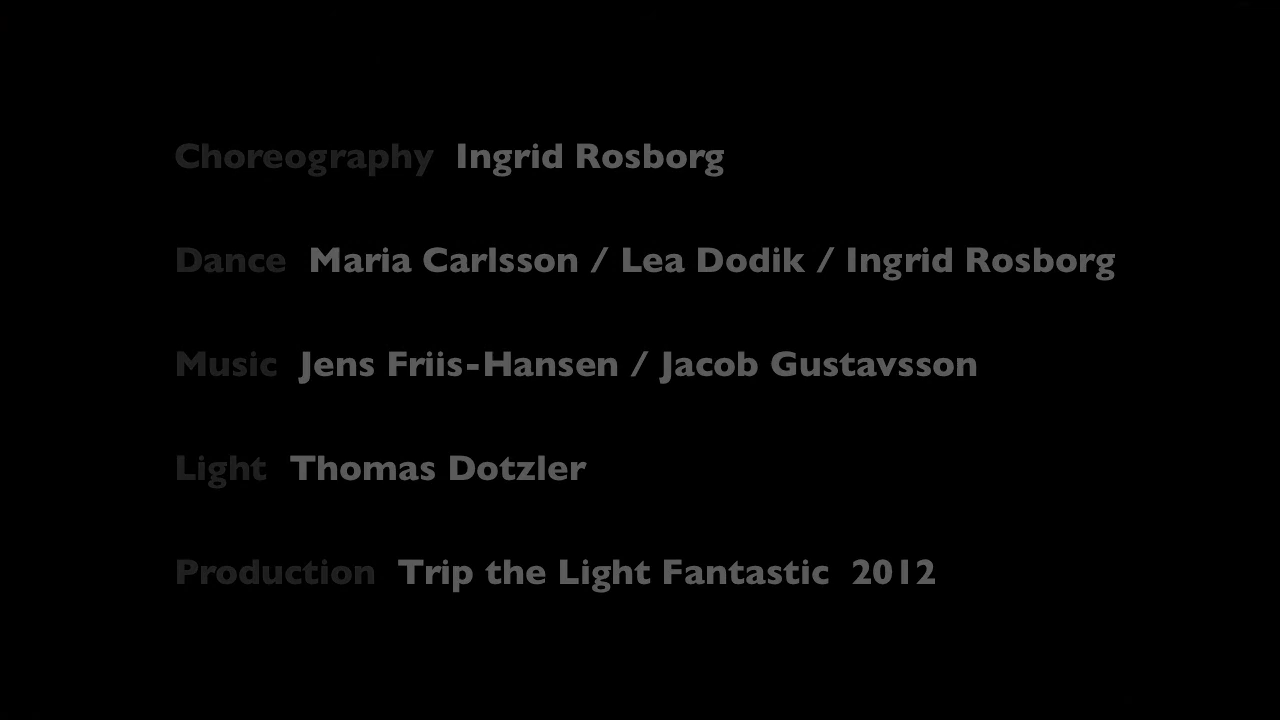 Choreography Ingrid Rosborg
Dance Maria Carlsson / Lea Dodik / Ingrid Rosborg
Music Jens Friis-Hansen / Jacob Gustavsson
Light Thomas Dotzler
Production Trip the Light Fantastic 2012